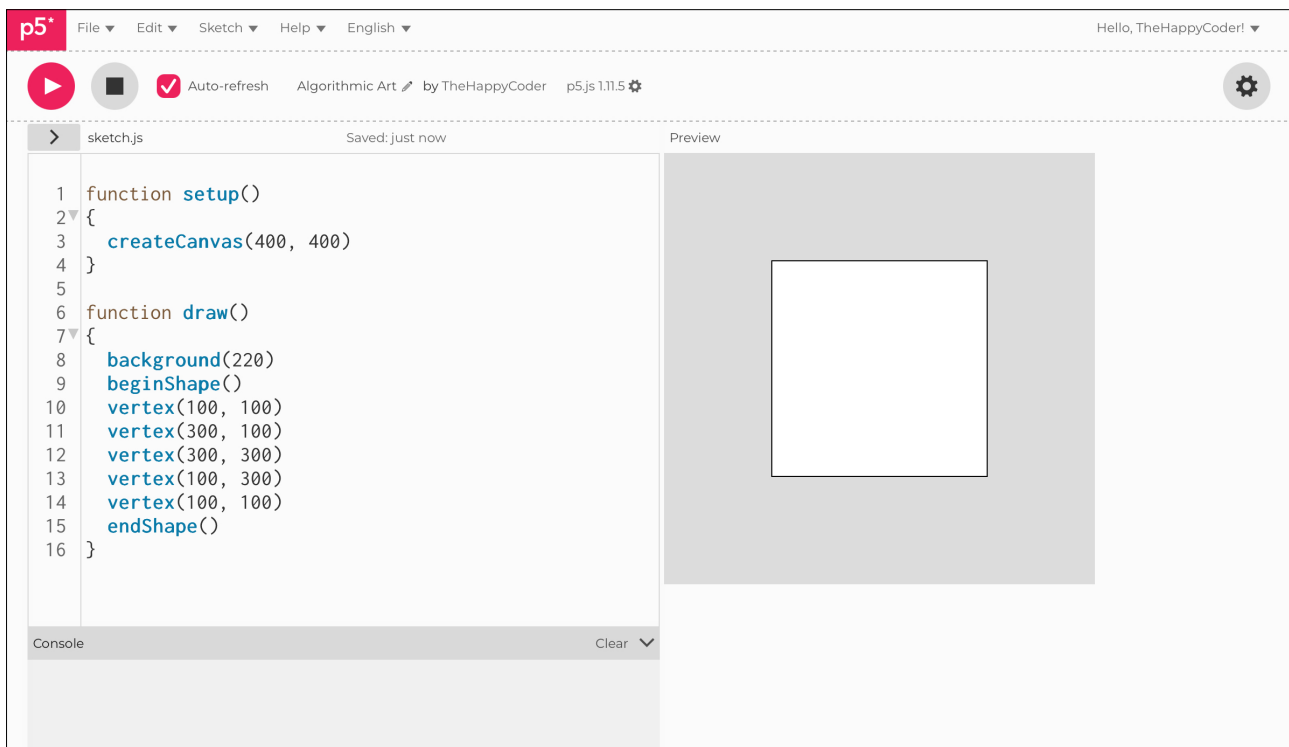 p5* File Edit Sketch Help English Hello, TheHappyCoder!
Auto-refresh Algorithmic Art by TheHappyCoder p5.js 1.11.5
sketch.js Saved: just now Preview
1 function setup()
2 {
3 createCanvas(400, 400)
4 }
5
6 function draw()
7 {
8 background(220)
9 beginShape()
10 vertex(100, 100)
11 vertex(300, 100)
12 vertex(300, 300)
13 vertex(100, 300)
14 vertex(100, 100)
15 endShape()
16 }
Console Clear